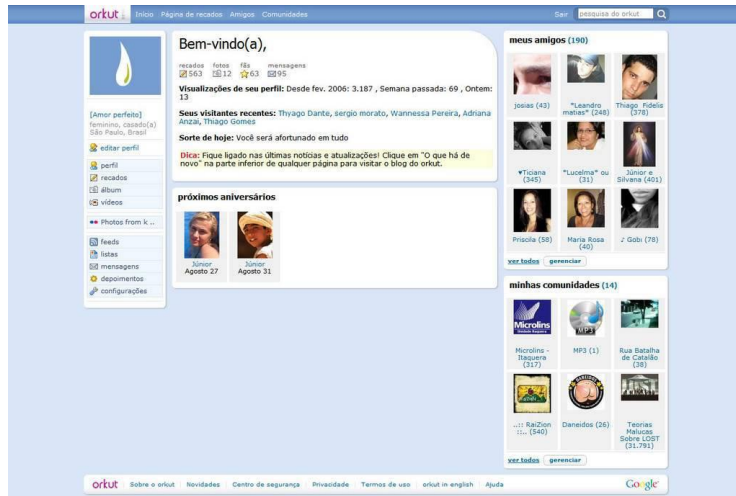 orkut Início Página de recados Amigos Comunidades Sair pesquisa do orkut
Bem-vindo(a),
recados fotos fãs mensagens
563 12 63 95
Visualizações de seu perfil: Desde fev. 2006: 3.187 , Semana passada: 69 , Ontem:
13
Seus visitantes recentes: Thyago Dante, sergio morato, Wannessa Pereira, Adriana
Anzai, Thiago Gomes
Sorte de hoje: Você será afortunado em tudo
Dica: Fique ligado nas últimas notícias e atualizações! Clique em "O que há de
novo" na parte inferior de qualquer página para visitar o blog do orkut.
[Amor perfeito]
feminino, casado(a)
São Paulo, Brasil
editar perfil
perfil
recados
álbum
vídeos
Photos from k ..
feeds
listas
mensagens
depoimentos
configurações
próximos aniversários
Júnior Júnior
Agosto 27 Agosto 31
meus amigos (190)
josias (43) *Leandro Thiago Fidelis
matias* (248) (378)
♥Ticiana *Lucelma* ou Júnior e
(345) (31) Silvana (401)
Priscila (58) Maria Rosa ♪ Gobi (78)
(40)
ver todos gerenciar
minhas comunidades (14)
Microlins
MP3
Microlins - MP3 (1) Rua Batalha
Itaquera de Catalão
(317) (38)
..:: RaiZion Daneidos (26) Teorias
::.. (540) Malucas
Sobre LOST
(31.791)
ver todos gerenciar
orkut Sobre o orkut Novidades Centro de segurança Privacidade Termos de uso orkut in english Ajuda Google